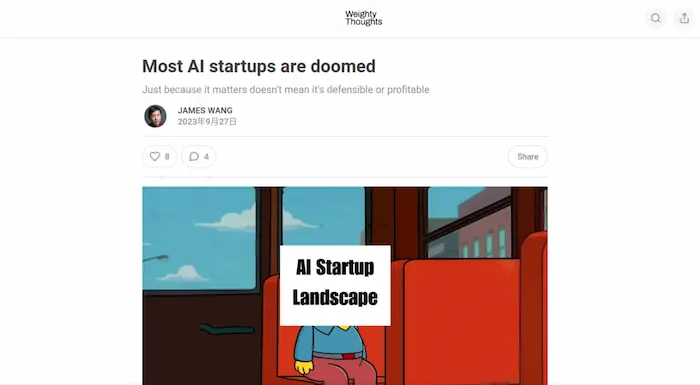 Weighty
Thoughts
Most AI startups are doomed
Just because it matters doesn't mean it's defensible or profitable
JAMES WANG
2023年9月27日
8
4
Share
AI Startup
Landscape